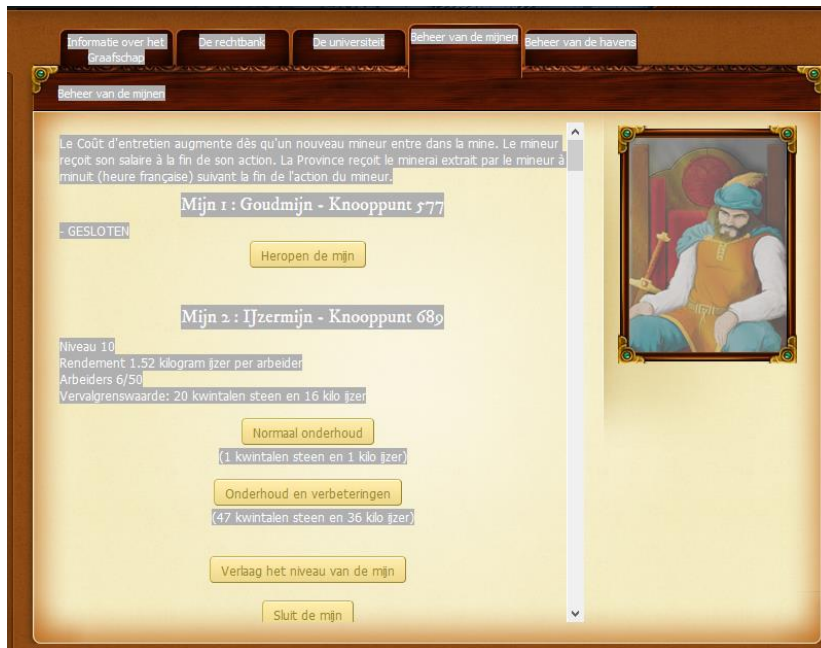 Informatie over het
Graafschap
De rechtbank
De universiteit
Beheer van de mijnen
Beheer van de havens
Beheer van de mijnen
Le Coût d'entretien augmente dès qu'un nouveau mineur entre dans la mine. Le mineur
reçoit son salaire à la fin de son action. La Province reçoit le minerai extrait par le mineur à
minuit (heure française) suivant la fin de l'action du mineur.
Mijn 1 : Goudmijn - Knooppunt 577
- GESLOTEN
Heropen de mijn
Mijn 2 : IJzermijn - Knooppunt 689
Niveau 10
Rendement 1.52 kilogram ijzer per arbeider
Arbeiders 6/50
Vervalgrenswaarde: 20 kwintalen steen en 16 kilo ijzer
Normaal onderhoud
(1 kwintalen steen en 1 kilo ijzer)
Onderhoud en verbeteringen
(47 kwintalen steen en 36 kilo ijzer)
Verlaag het niveau van de mijn
Sluit de mijn